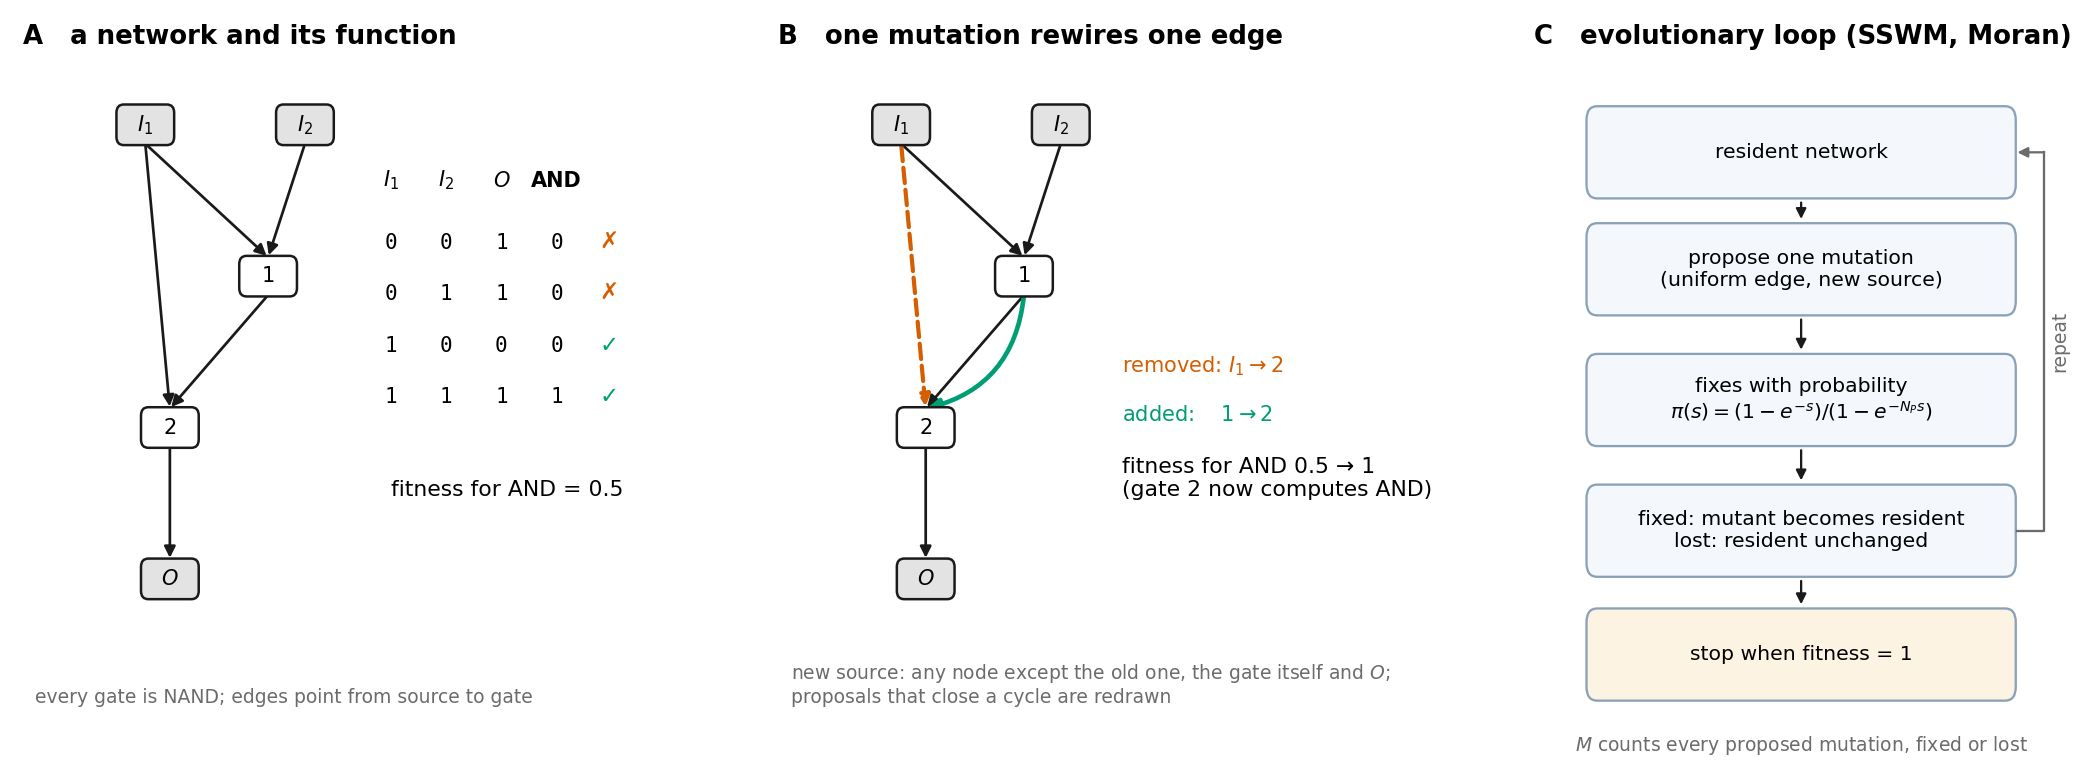 A a network and its function
I₁ I₂
I₁ I₂ O AND
0 0 1 0 ✗
1
0 1 1 0 ✗
1 0 0 0 ✓
1 1 1 1 ✓
2
fitness for AND = 0.5
O
every gate is NAND; edges point from source to gate
B one mutation rewires one edge
I₁ I₂
1
removed: I₁ → 2
added: 1 → 2
2
fitness for AND 0.5 → 1
(gate 2 now computes AND)
O
new source: any node except the old one, the gate itself and O;
proposals that close a cycle are redrawn
C evolutionary loop (SSWM, Moran)
resident network
propose one mutation
(uniform edge, new source)
repeat
fixes with probability
π(s) = (1 − e^{−s})/(1 − e^{−N_P s})
fixed: mutant becomes resident
lost: resident unchanged
stop when fitness = 1
M counts every proposed mutation, fixed or lost